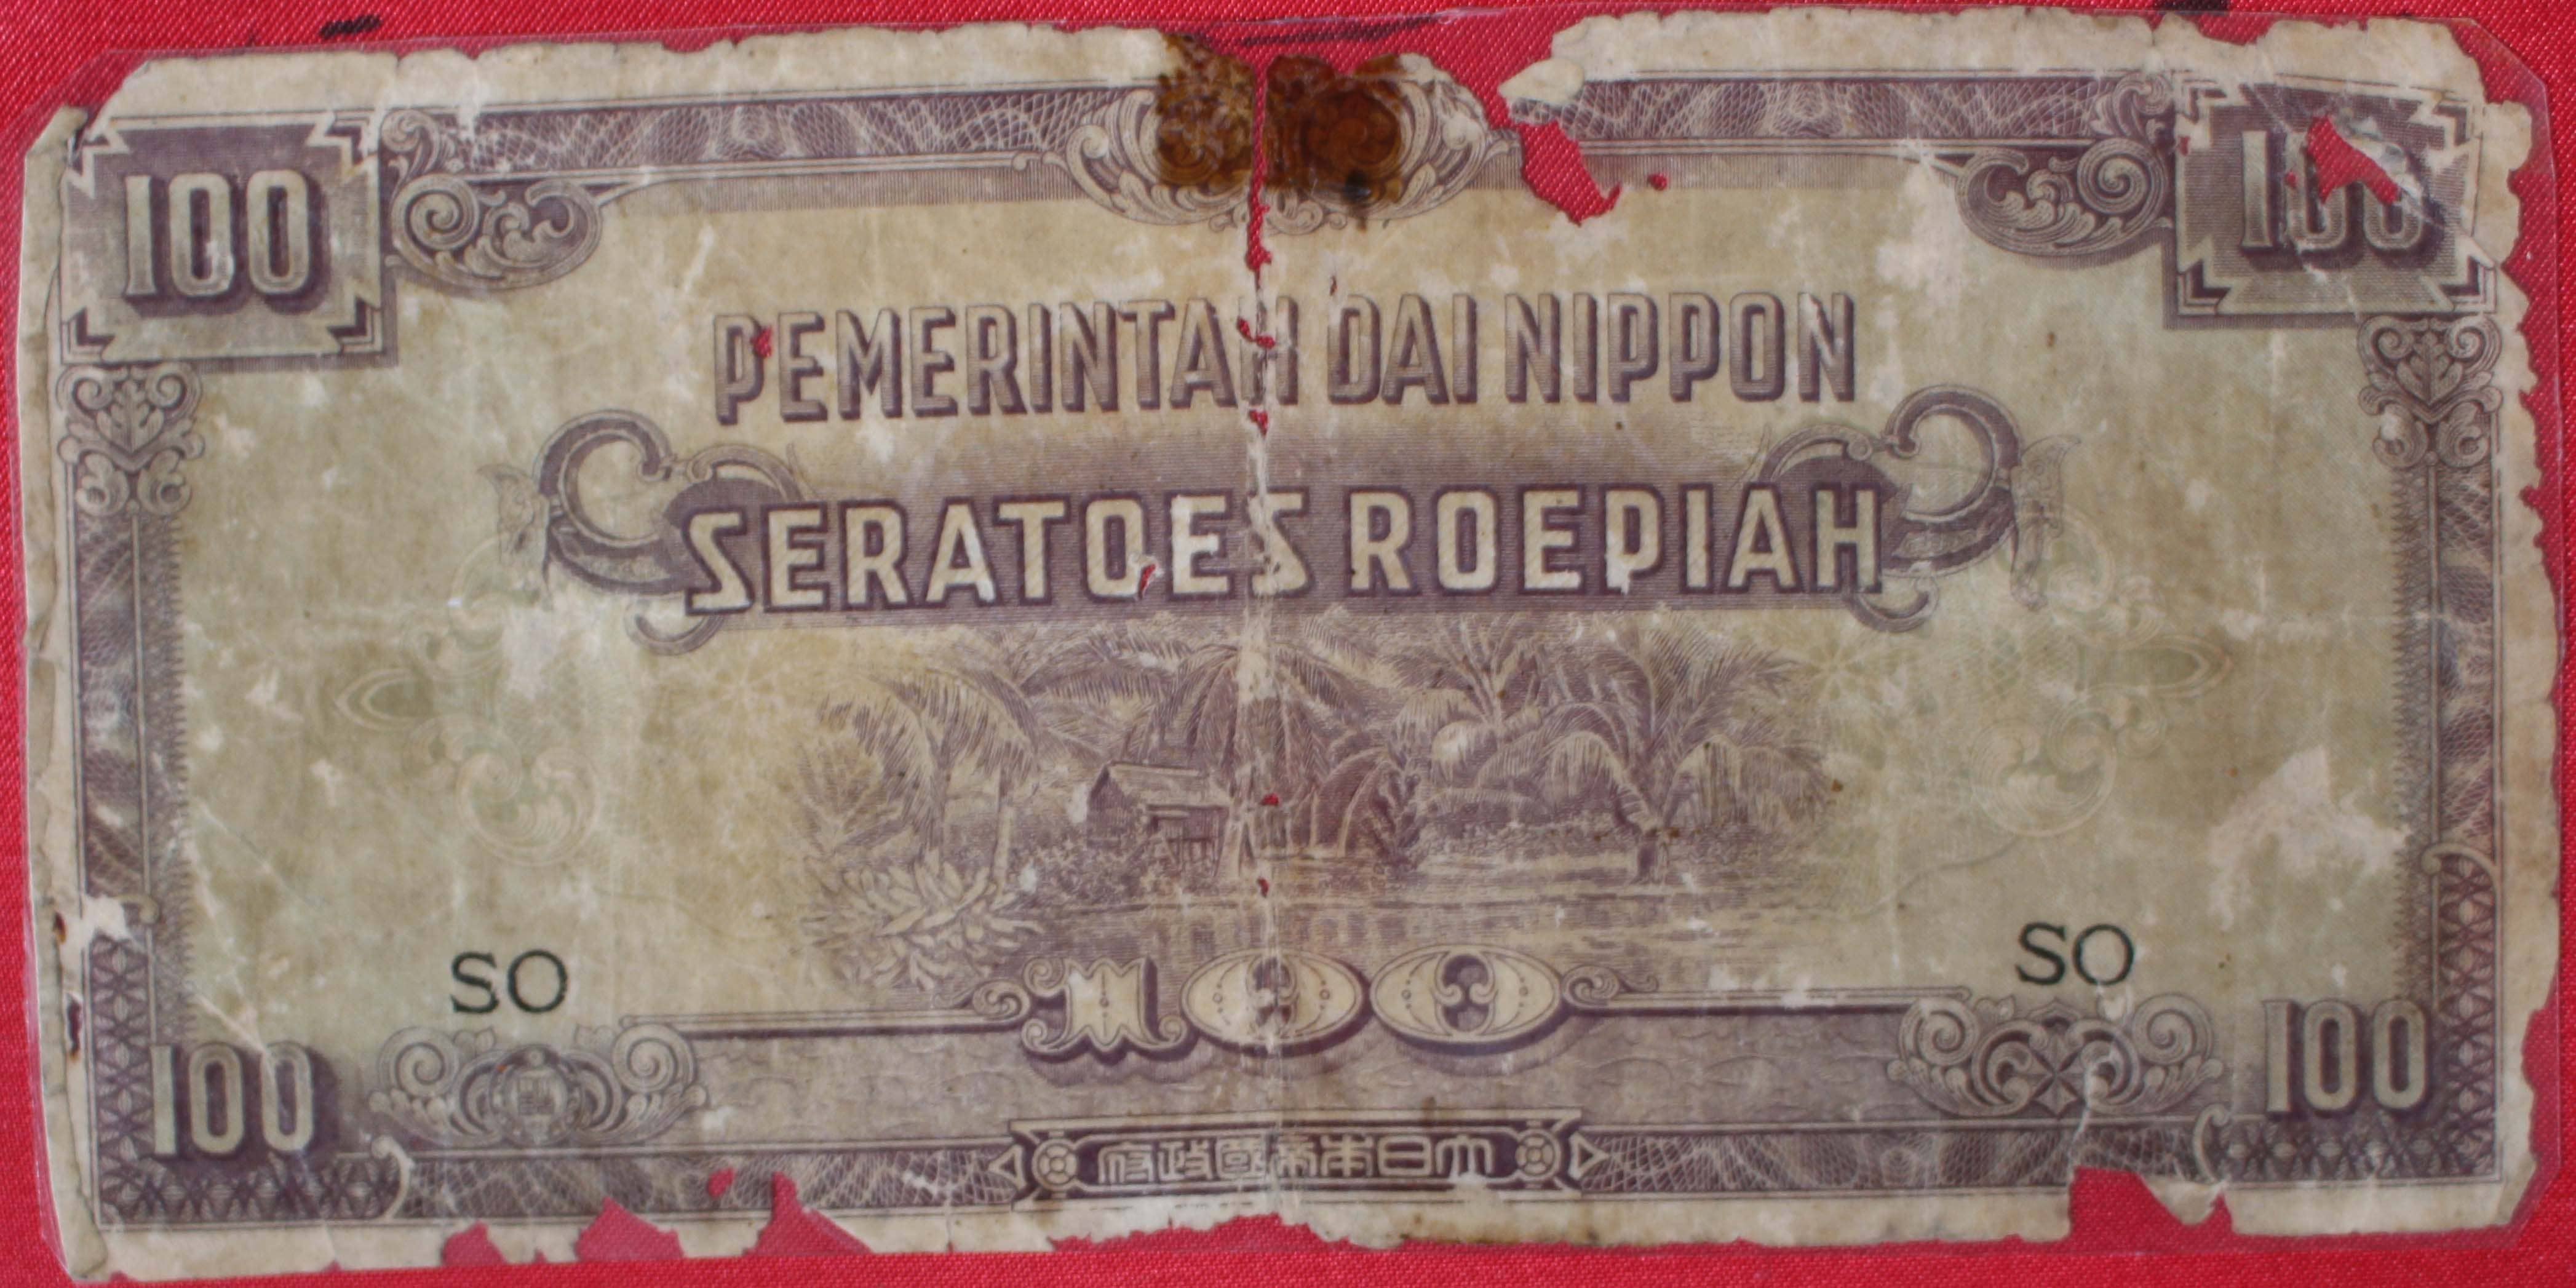 100 100
PEMERINTAH DAI NIPPON
SERATOES ROEPIAH
SO SO
100 100 100
府政國帝本日大